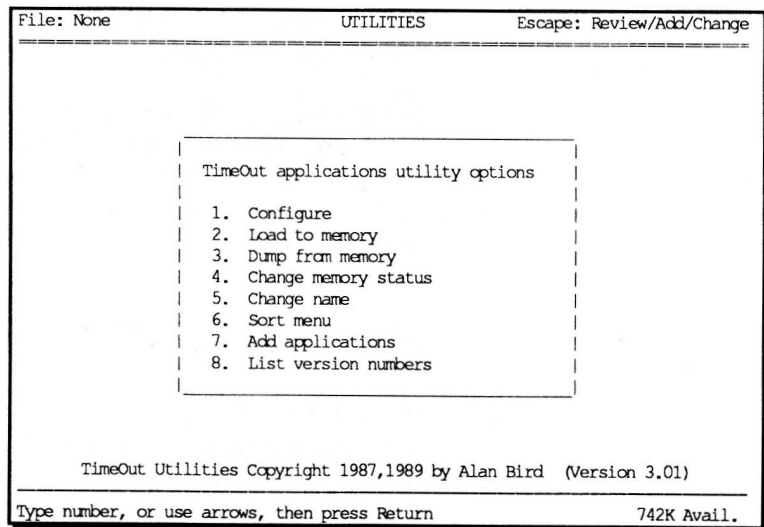 File: None UTILITIES Escape: Review/Add/Change
TimeOut applications utility options
1. Configure
2. Load to memory
3. Dump from memory
4. Change memory status
5. Change name
6. Sort menu
7. Add applications
8. List version numbers
TimeOut Utilities Copyright 1987,1989 by Alan Bird (Version 3.01)
Type number, or use arrows, then press Return 742K Avail.